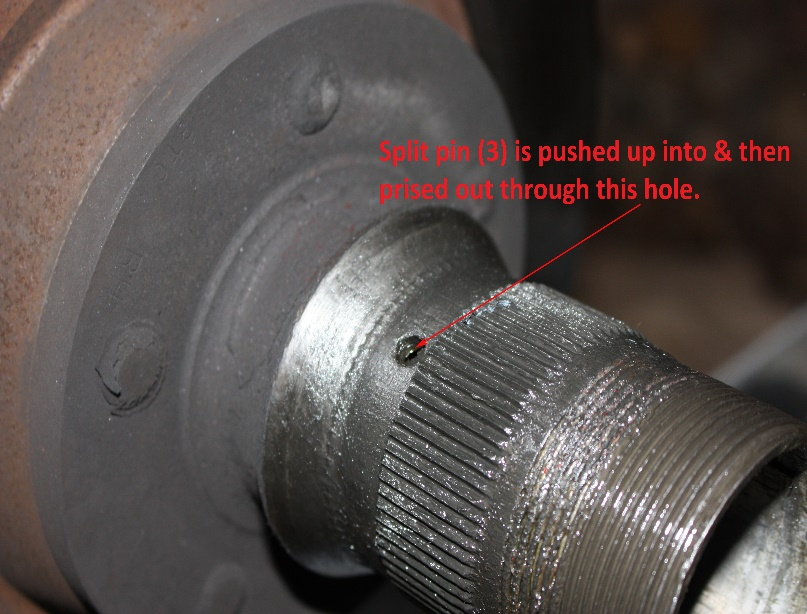 Split pin (3) is pushed up into & then
prised out through this hole.